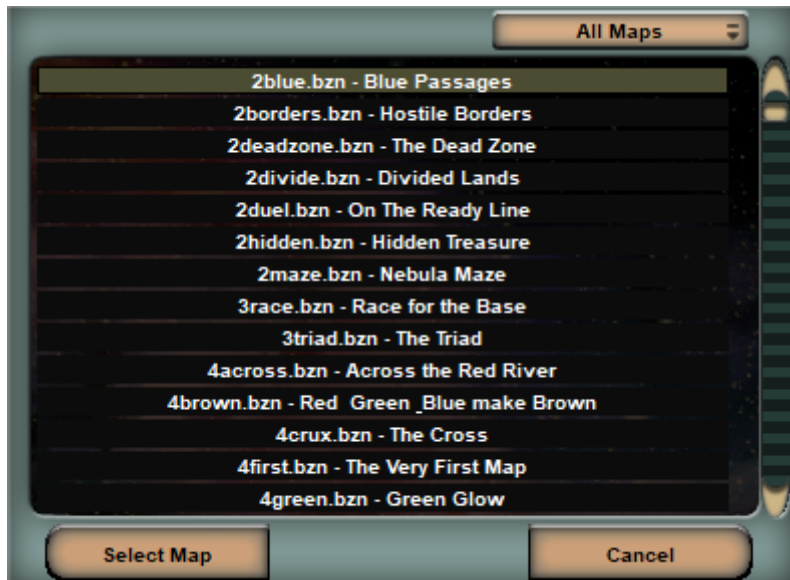 All Maps
2blue.bzn - Blue Passages
2borders.bzn - Hostile Borders
2deadzone.bzn - The Dead Zone
2divide.bzn - Divided Lands
2duel.bzn - On The Ready Line
2hidden.bzn - Hidden Treasure
2maze.bzn - Nebula Maze
3race.bzn - Race for the Base
3triad.bzn - The Triad
4across.bzn - Across the Red River
4brown.bzn - Red  Green _Blue make Brown
4crux.bzn - The Cross
4first.bzn - The Very First Map
4green.bzn - Green Glow
Select Map
Cancel